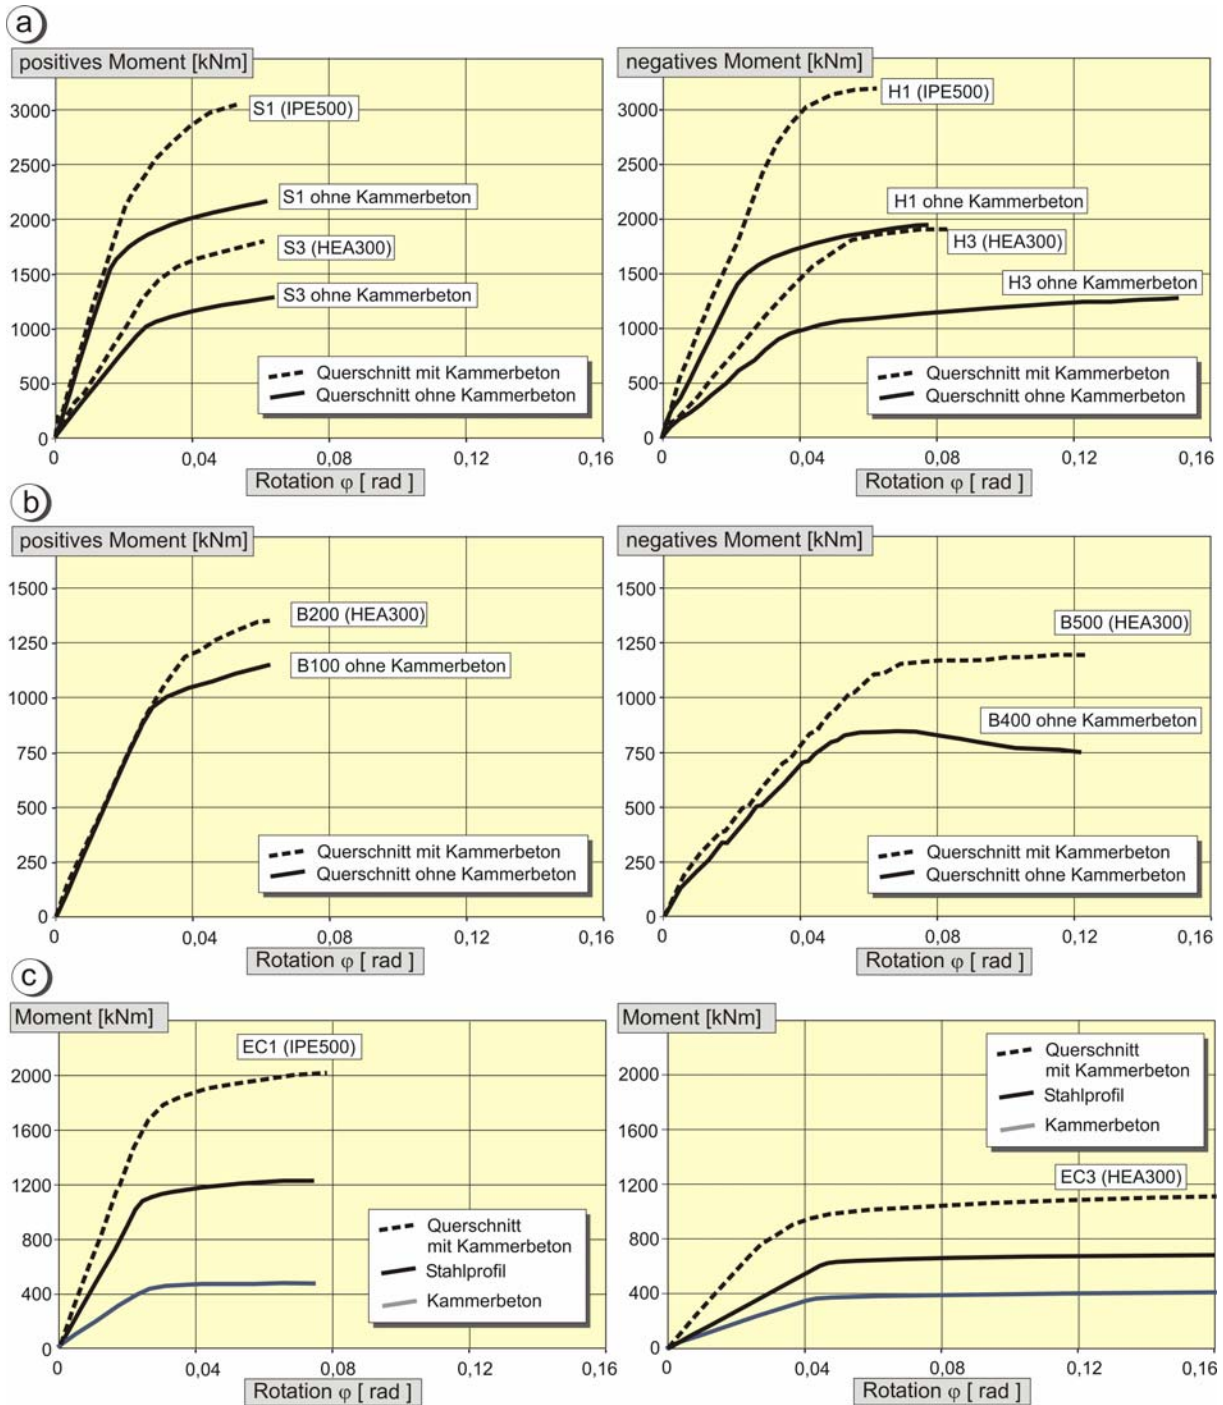 a
positives Moment [kNm]
3000
2500
2000
1500
1000
500
0
S1 (IPE500)
S1 ohne Kammerbeton
S3 (HEA300)
S3 ohne Kammerbeton
Querschnitt mit Kammerbeton
Querschnitt ohne Kammerbeton
0 0,04 0,08 0,12 0,16
Rotation φ [ rad ]
negatives Moment [kNm]
3000
2500
2000
1500
1000
500
0
H1 (IPE500)
H1 ohne Kammerbeton
H3 (HEA300)
H3 ohne Kammerbeton
Querschnitt mit Kammerbeton
Querschnitt ohne Kammerbeton
0 0,04 0,08 0,12 0,16
Rotation φ [ rad ]
b
positives Moment [kNm]
1500
1250
1000
750
500
250
0
B200 (HEA300)
B100 ohne Kammerbeton
Querschnitt mit Kammerbeton
Querschnitt ohne Kammerbeton
0 0,04 0,08 0,12 0,16
Rotation φ [ rad ]
negatives Moment [kNm]
1500
1250
1000
750
500
250
0
B500 (HEA300)
B400 ohne Kammerbeton
Querschnitt mit Kammerbeton
Querschnitt ohne Kammerbeton
0 0,04 0,08 0,12 0,16
Rotation φ [ rad ]
c
Moment [kNm]
2000
1600
1200
800
400
0
EC1 (IPE500)
Querschnitt
mit Kammerbeton
Stahlprofil
Kammerbeton
0 0,04 0,08 0,12 0,16
Rotation φ [ rad ]
Moment [kNm]
2000
1600
1200
800
400
0
Querschnitt
mit Kammerbeton
Stahlprofil
Kammerbeton
EC3 (HEA300)
0 0,04 0,08 0,12 0,16
Rotation φ [ rad ]